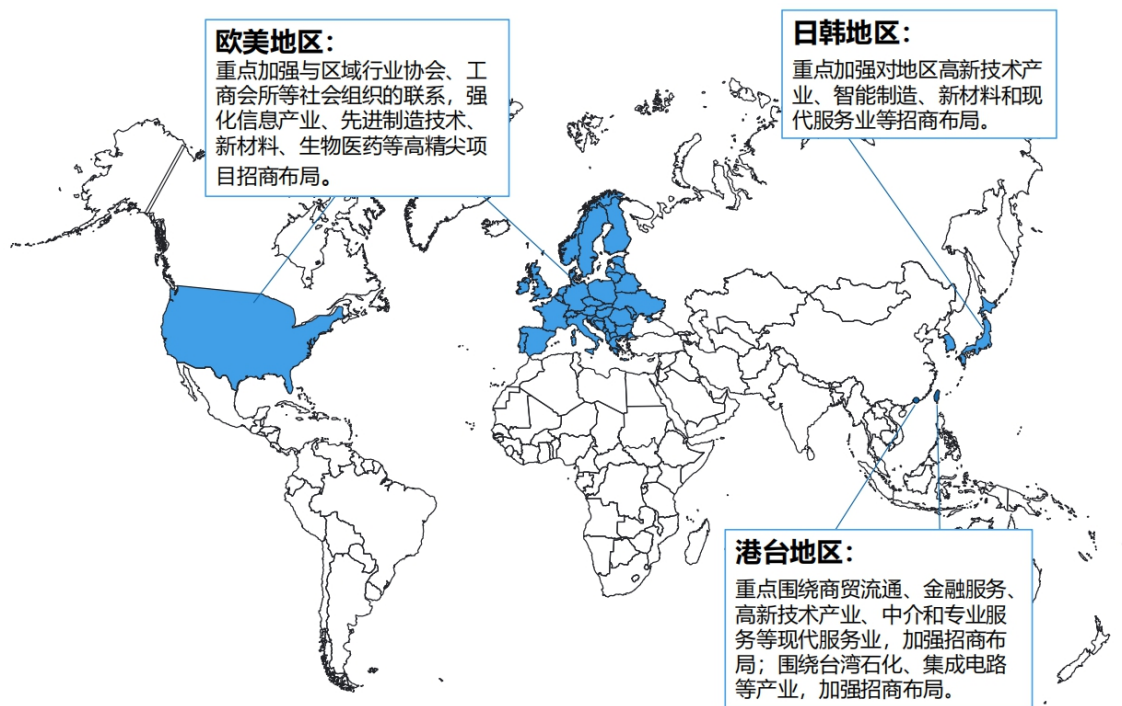 欧美地区：
重点加强与区域行业协会、工
商会所等社会组织的联系，强
化信息产业、先进制造技术、
新材料、生物医药等高精尖项
目招商布局。
日韩地区：
重点加强对地区高新技术产
业、智能制造、新材料和现
代服务业等招商布局。
港台地区：
重点围绕商贸流通、金融服务、
高新技术产业、中介和专业服
务等现代服务业，加强招商布
局；围绕台湾石化、集成电路
等产业，加强招商布局。